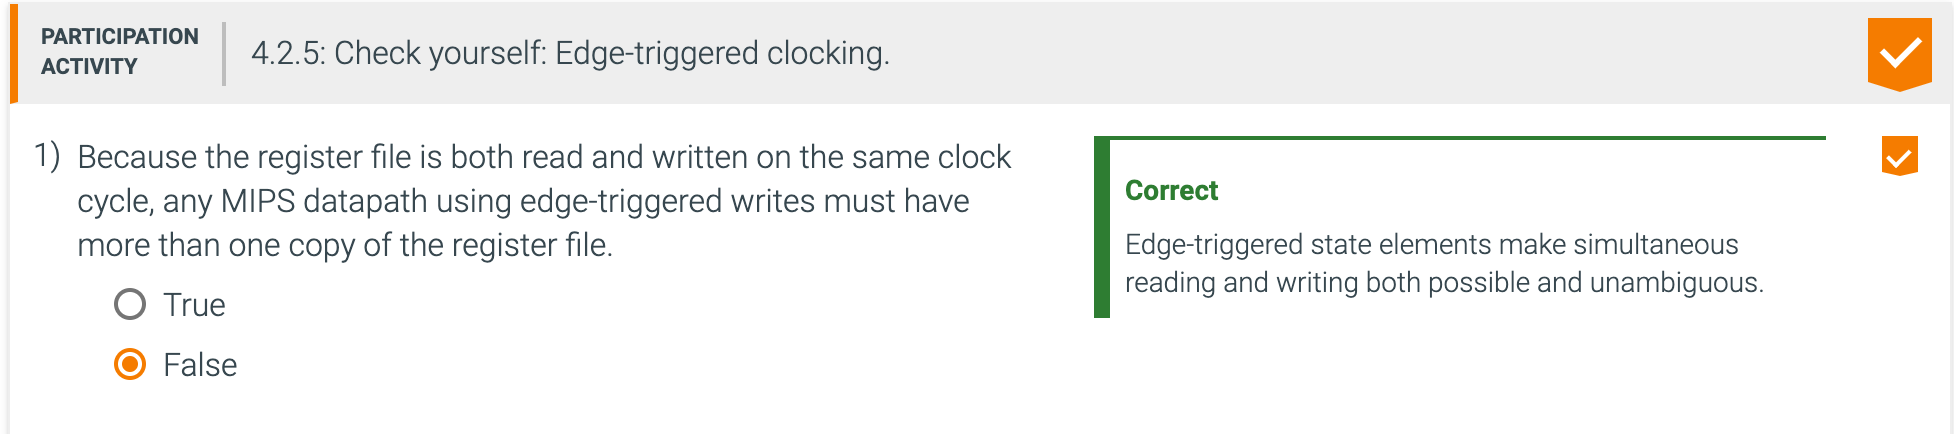 PARTICIPATION
ACTIVITY
4.2.5: Check yourself: Edge-triggered clocking.
1) Because the register file is both read and written on the same clock
cycle, any MIPS datapath using edge-triggered writes must have
more than one copy of the register file.
True
False
Correct
Edge-triggered state elements make simultaneous
reading and writing both possible and unambiguous.